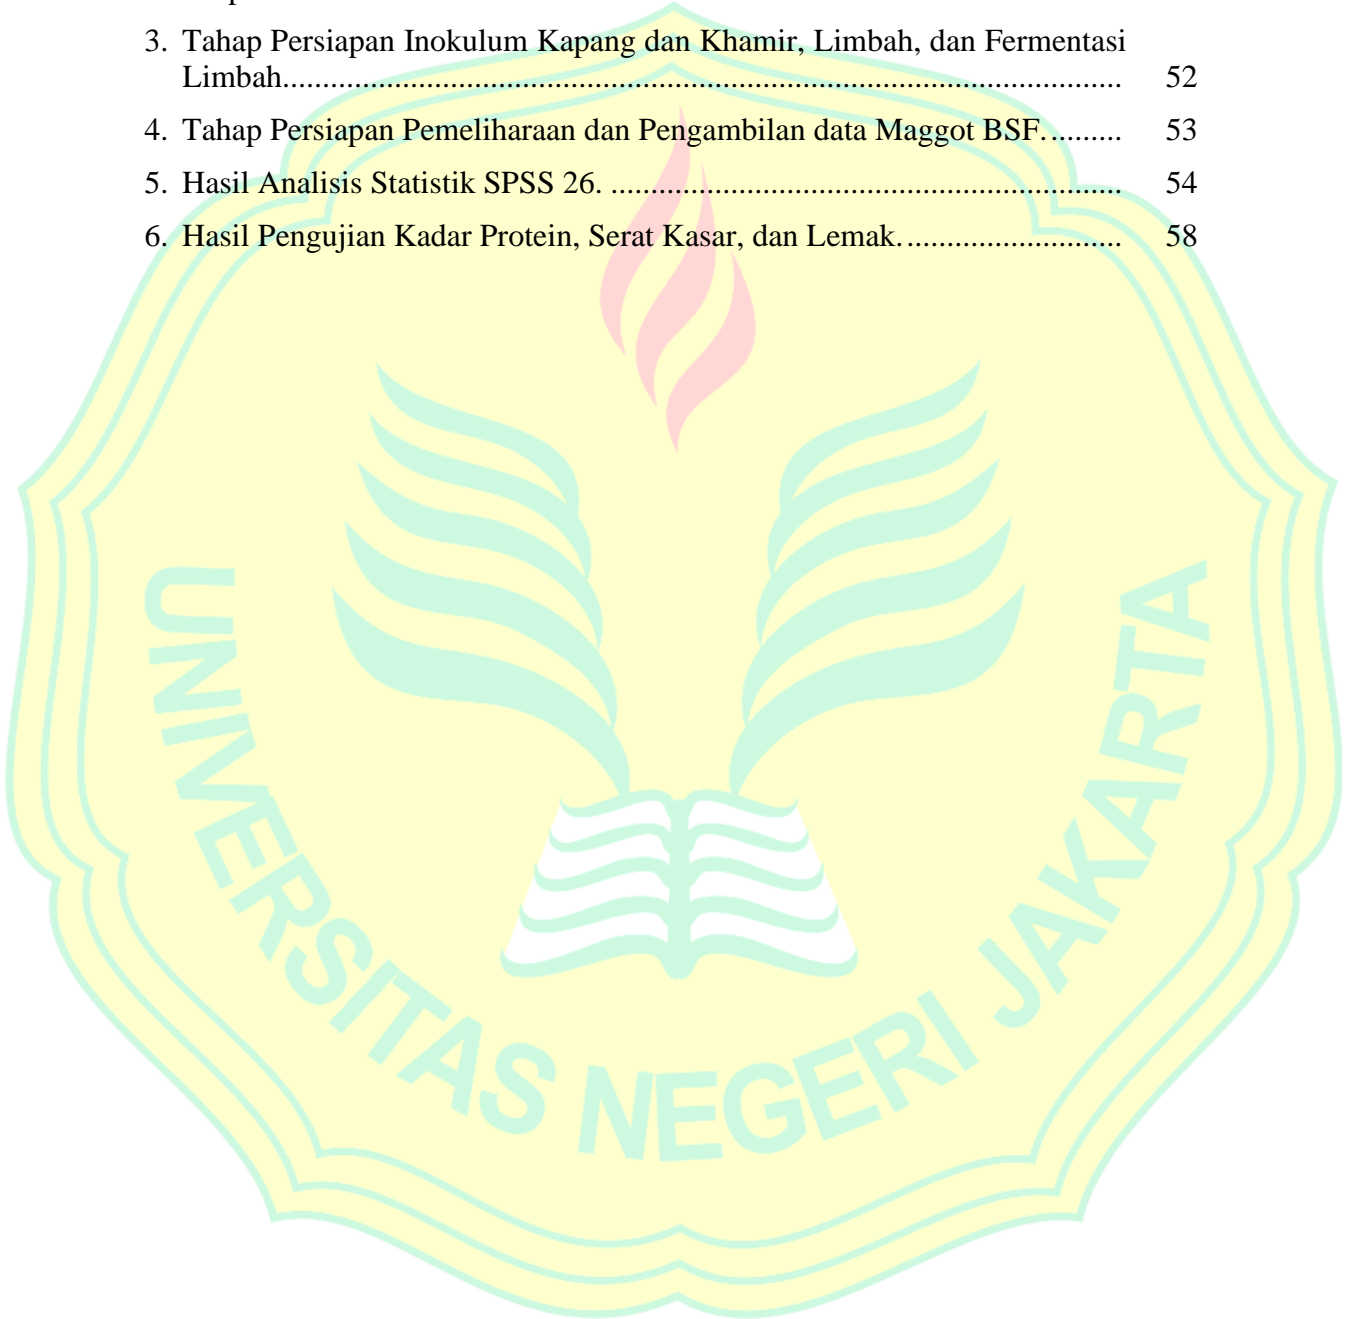 3. Tahap Persiapan Inokulum Kapang dan Khamir, Limbah, dan Fermentasi
Limbah......................................................................................................... 52
4. Tahap Persiapan Pemeliharaan dan Pengambilan data Maggot BSF.......... 53
5. Hasil Analisis Statistik SPSS 26. ................................................................... 54
6. Hasil Pengujian Kadar Protein, Serat Kasar, dan Lemak............................ 58
UNIVERSITAS NEGERI JAKARTA